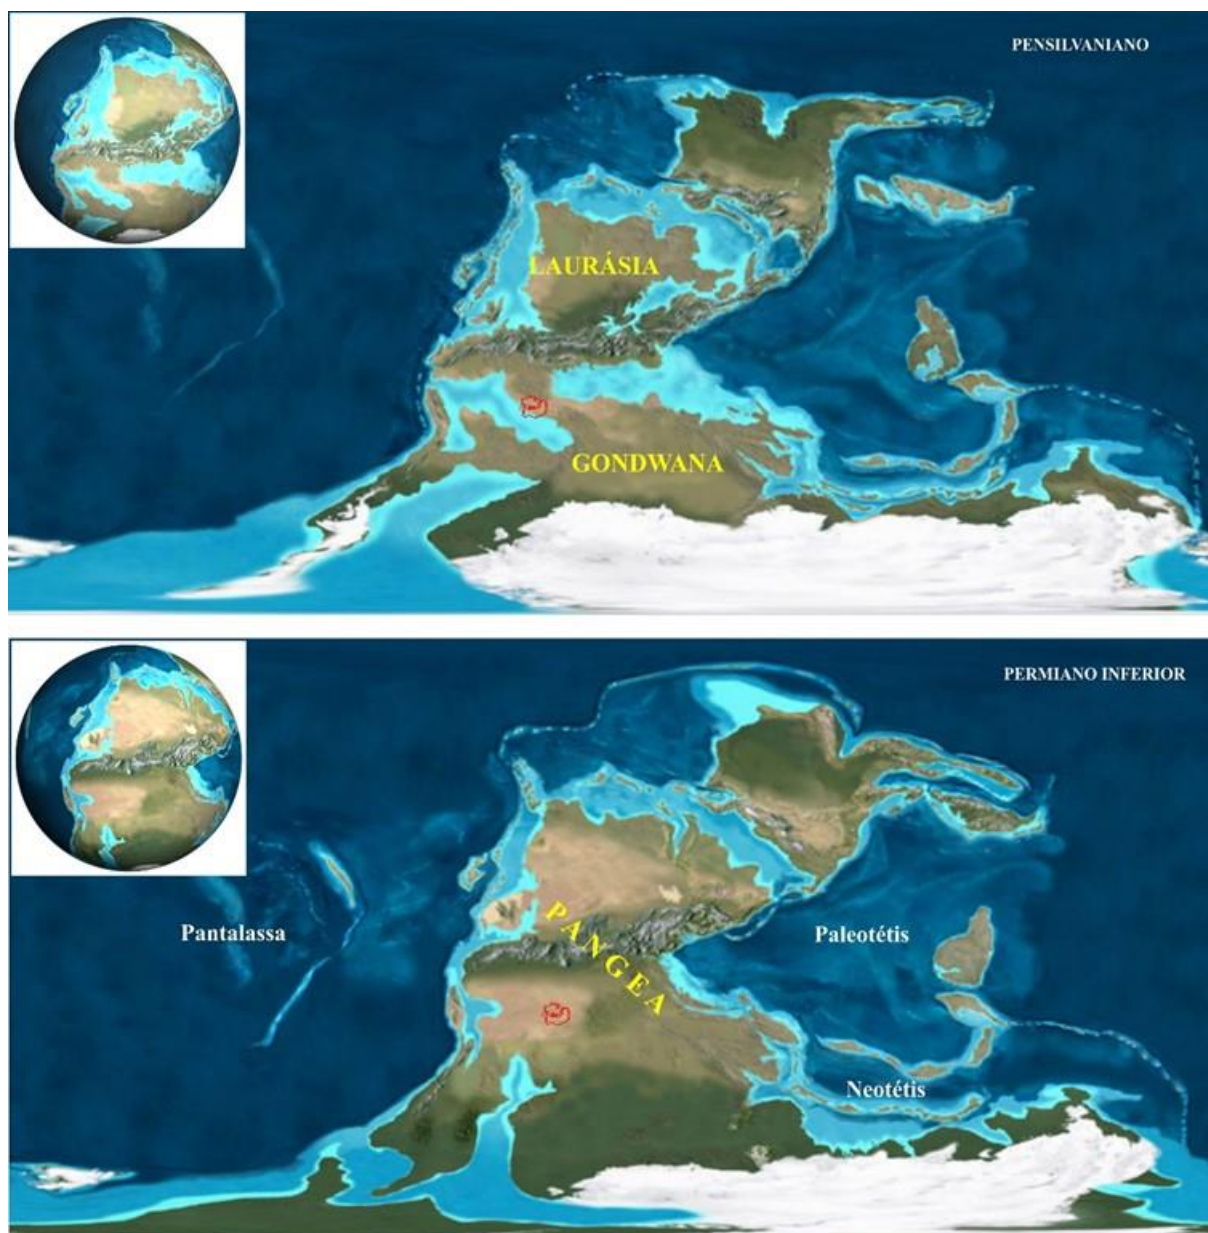 PENSILVANIANO
LAURÁSIA
GONDWANA
PERMIANO INFERIOR
Pantalassa
PANGEA
Paleotétis
Neotétis